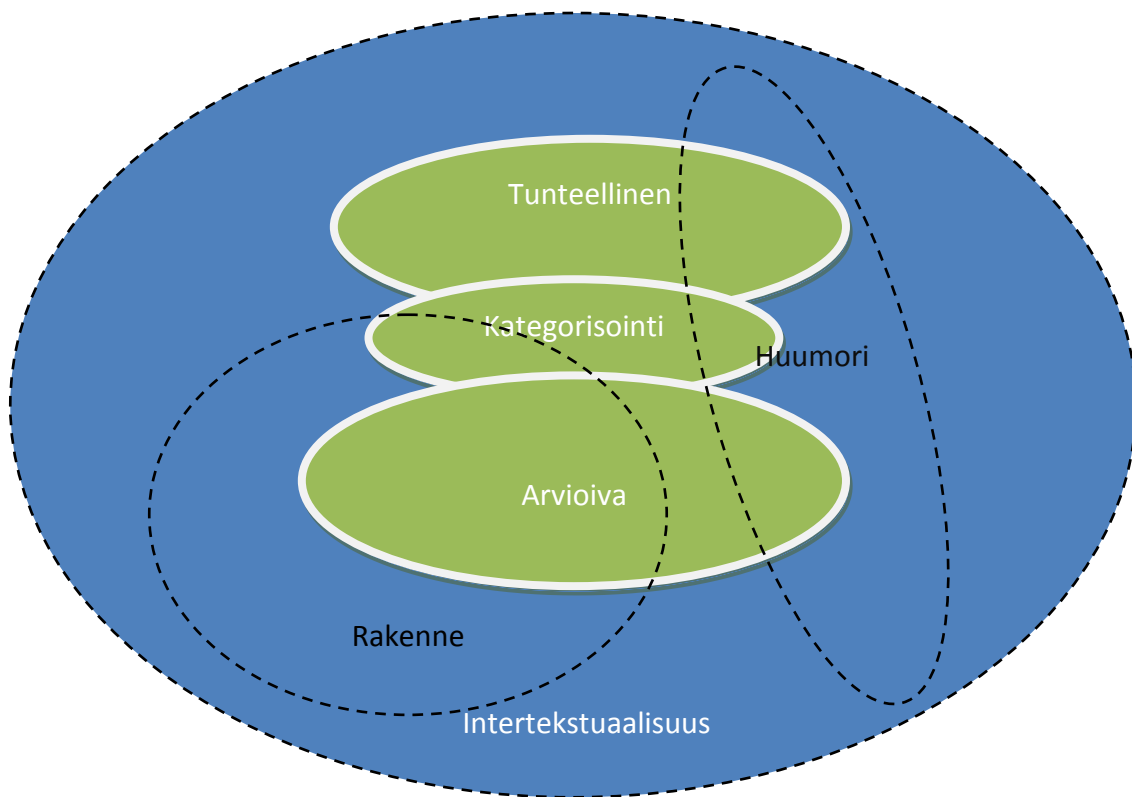 Tunteellinen
Kategorisointi
Huumori
Arvioiva
Rakenne
Intertekstuaalisuus